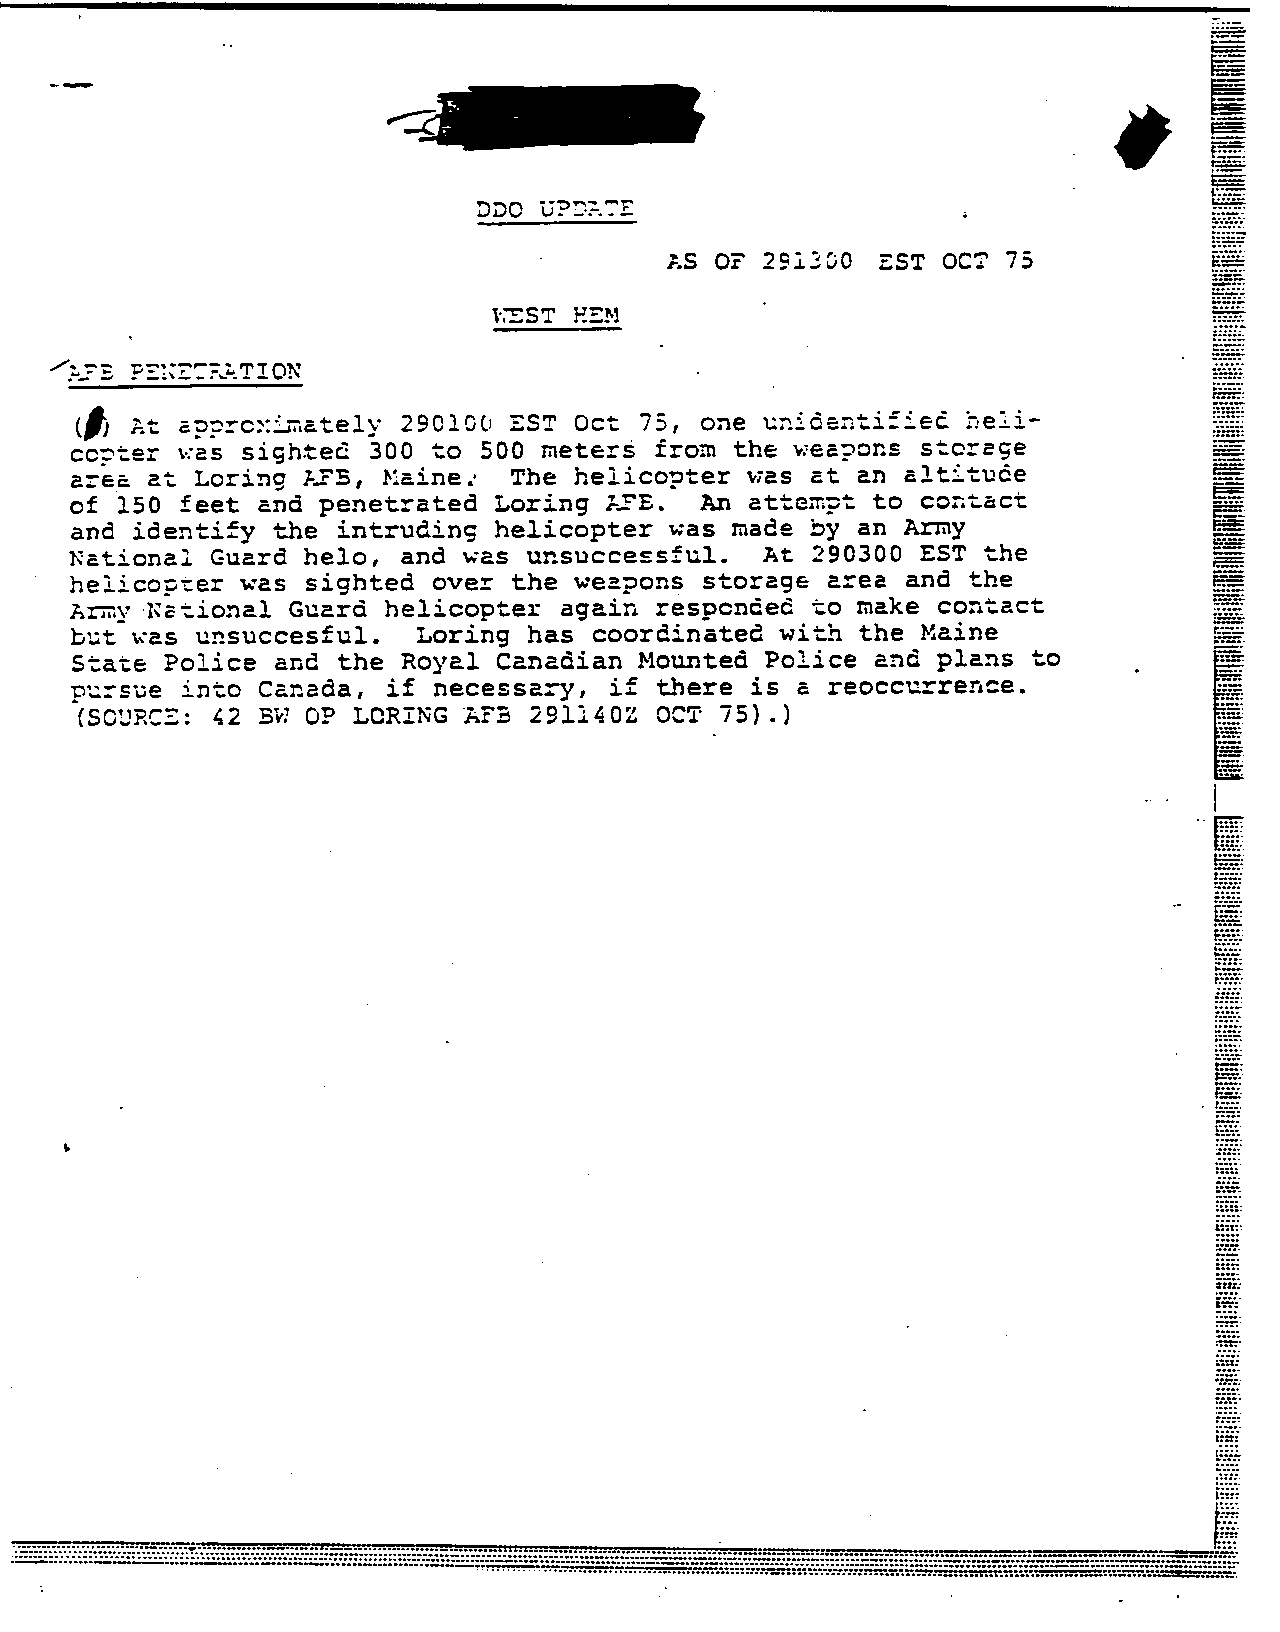 DDO UPDATE
AS OF 291300 EST OCT 75
WEST HEM
AFB PENETRATION
( ) At approximately 290100 EST Oct 75, one unidentified heli-
copter was sighted 300 to 500 meters from the weapons storage
area at Loring AFB, Maine. The helicopter was at an altitude
of 150 feet and penetrated Loring AFB. An attempt to contact
and identify the intruding helicopter was made by an Army
National Guard helo, and was unsuccessful. At 290300 EST the
helicopter was sighted over the weapons storage area and the
Army National Guard helicopter again responded to make contact
but was unsuccesful. Loring has coordinated with the Maine
State Police and the Royal Canadian Mounted Police and plans to
pursue into Canada, if necessary, if there is a reoccurrence.
(SOURCE: 42 BW OP LORING AFB 291140Z OCT 75).)